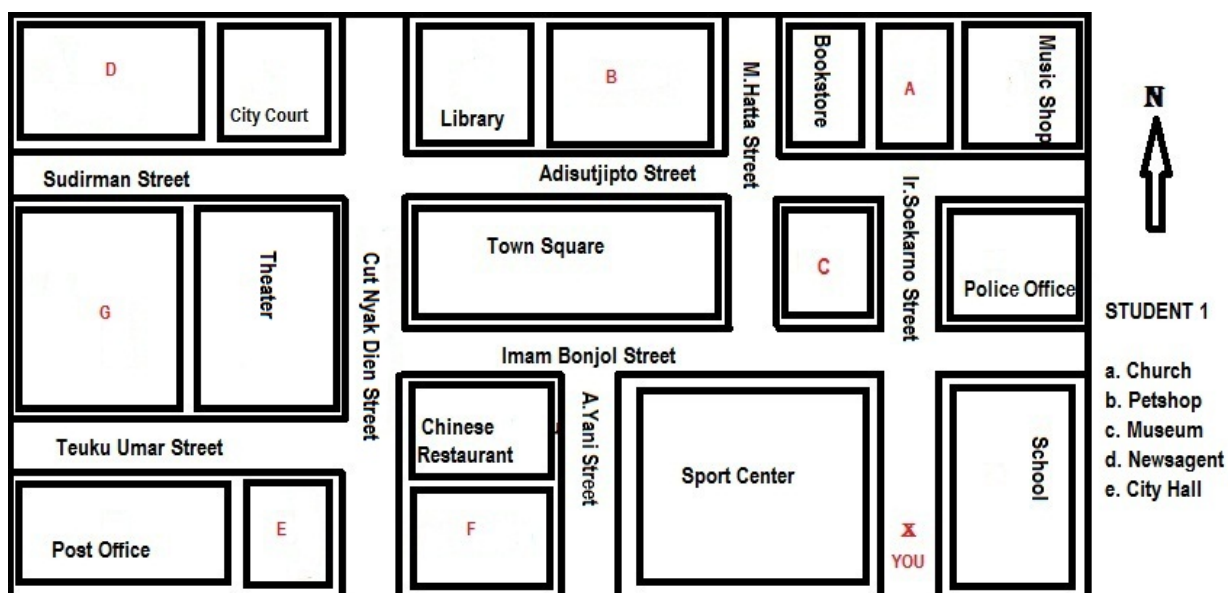 D
City Court
Library
B
M.Hatta Street
Bookstore
A
Music Shop
N
Sudirman Street
Adisutjipto Street
G
Theater
Cut Nyak Dien Street
Town Square
C
Ir.Soekarno Street
Police Office
STUDENT 1
a. Church
b. Petshop
c. Museum
d. Newsagent
e. City Hall
Imam Bonjol Street
Teuku Umar Street
Chinese
Restaurant
A.Yani Street
Sport Center
School
Post Office
E
F
X
YOU